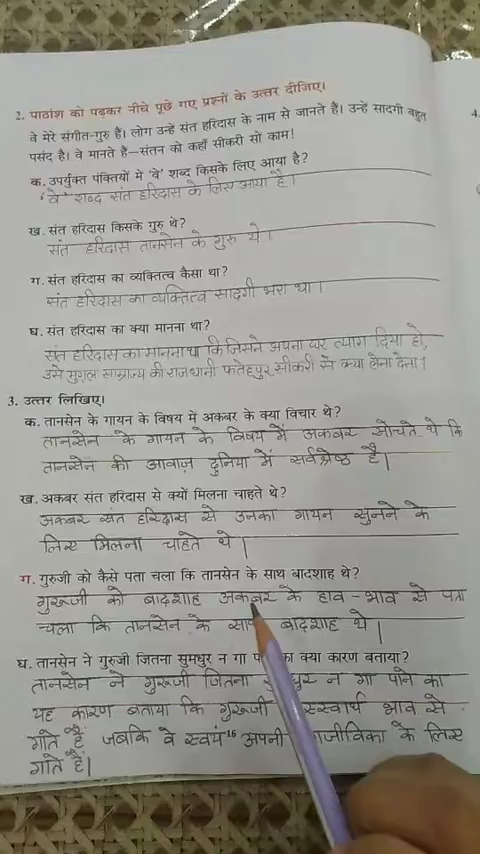 2. पाठांश को पढ़कर नीचे पूछे गए प्रश्नों के उत्तर दीजिए।
वे मेरे संगीत-गुरु हैं। लोग उन्हें संत हरिदास के नाम से जानते हैं। उन्हें सादगी बहुत
पसंद है। वे मानते हैं–संतन को कहाँ सीकरी सो काम!
क. उपर्युक्त पंक्तियों में 'वे' शब्द किसके लिए आया है?
'वे' शब्द संत हरिदास के लिए आया है।
ख. संत हरिदास किसके गुरु थे?
संत हरिदास तानसेन के गुरु थे।
ग. संत हरिदास का व्यक्तित्व कैसा था?
संत हरिदास का व्यक्तित्व सादगी भरा था।
घ. संत हरिदास का क्या मानना था?
संत हरिदास का मानना था कि जिसने अपना घर त्याग दिया हो,
उसे मुगल साम्राज्य की राजधानी फतेहपुर सीकरी से क्या लेना देना।
3. उत्तर लिखिए।
क. तानसेन के गायन के विषय में अकबर के क्या विचार थे?
तानसेन के गायन के विषय में अकबर सोचते थे कि
तानसेन की आवाज़ दुनिया में सर्वश्रेष्ठ है।
ख. अकबर संत हरिदास से क्यों मिलना चाहते थे?
अकबर संत हरिदास से उनका गायन सुनने के
लिए मिलना चाहते थे।
ग. गुरुजी को कैसे पता चला कि तानसेन के साथ बादशाह थे?
गुरूजी को बादशाह अकबर के हाव-भाव से पता
चला कि तानसेन के साथ बादशाह थे।
घ. तानसेन ने गुरुजी जितना सुमधुर न गा का क्या कारण बताया?
तानसेन ने गुरूजी जितना न गा पाने का
यह कारण बताया कि गुरूजी भाव से
गाते हैं जबकि वे स्वयं अपनी के लिए
गाते हैं।
16
4.